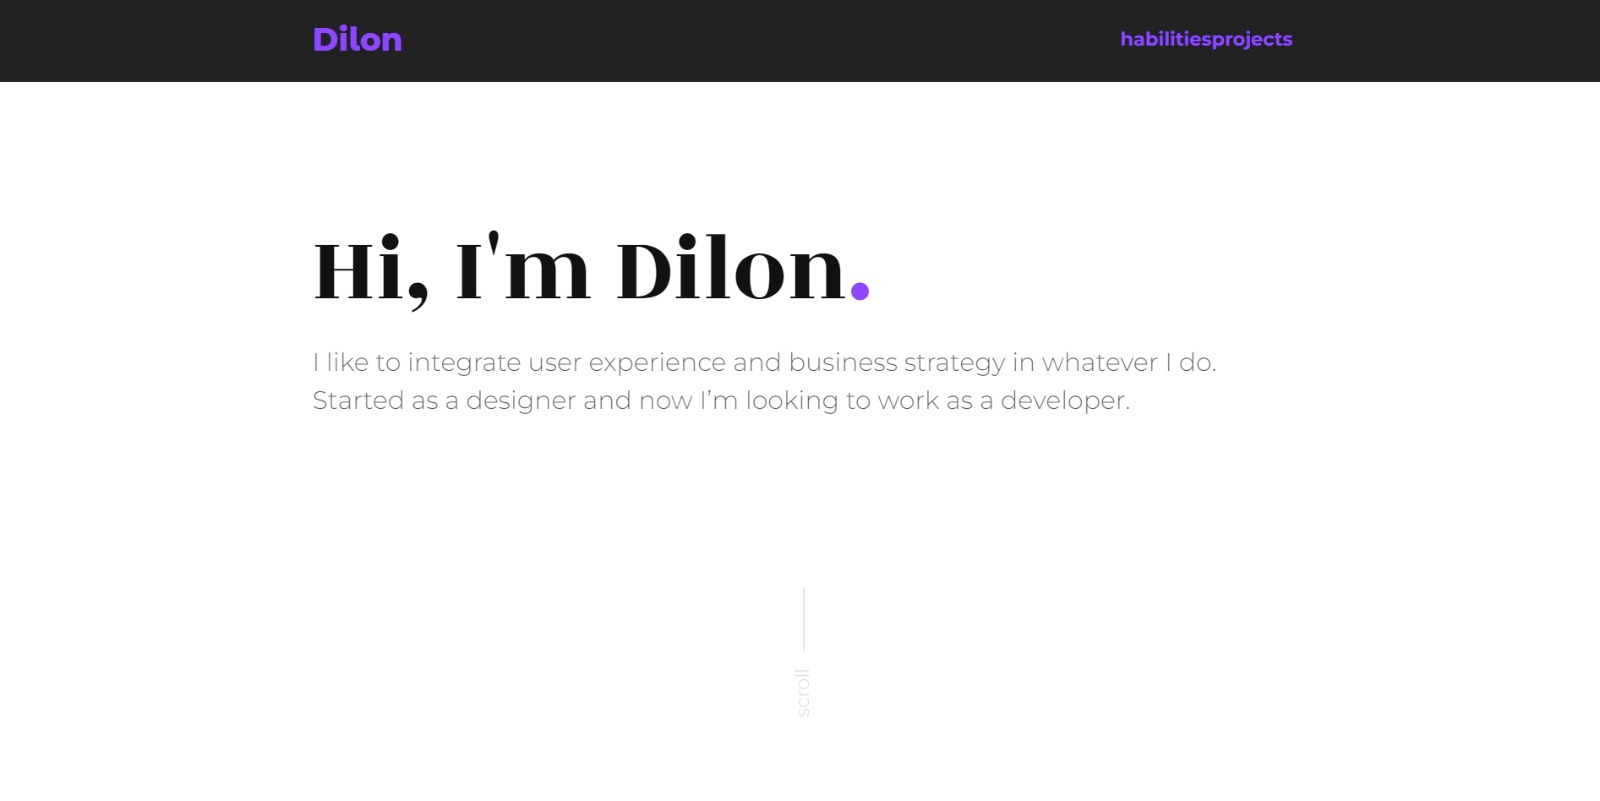 Dilon
habilitiesprojects
Hi, I'm Dilon.
I like to integrate user experience and business strategy in whatever I do.
Started as a designer and now I’m looking to work as a developer.
scroll